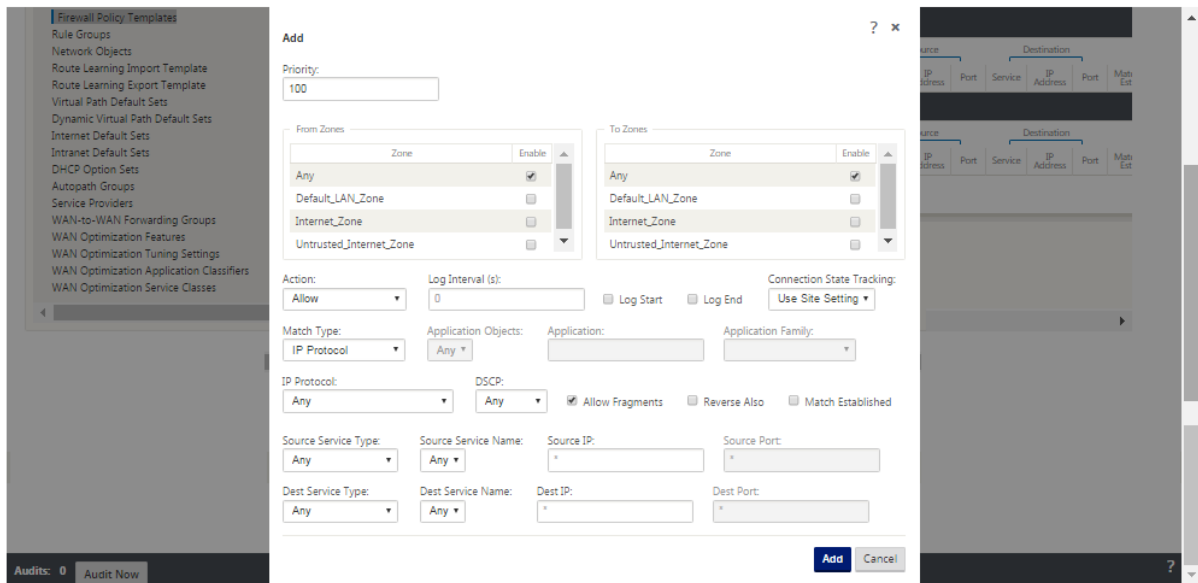 Firewall Policy Templates
Rule Groups
Network Objects
Route Learning Import Template
Route Learning Export Template
Virtual Path Default Sets
Dynamic Virtual Path Default Sets
Internet Default Sets
Intranet Default Sets
DHCP Option Sets
Autopath Groups
Service Providers
WAN-to-WAN Forwarding Groups
WAN Optimization Features
WAN Optimization Tuning Settings
WAN Optimization Application Classifiers
WAN Optimization Service Classes
Add ? ×
Priority:
100
From Zones
Zone Enable
Any
Default_LAN_Zone
Internet_Zone
Untrusted_Internet_Zone
To Zones
Zone Enable
Any
Default_LAN_Zone
Internet_Zone
Untrusted_Internet_Zone
Action: Log Interval (s): Connection State Tracking:
Allow 0 Log Start Log End Use Site Setting
Match Type: Application Objects: Application: Application Family:
IP Protocol Any
IP Protocol: DSCP:
Any Any Allow Fragments Reverse Also Match Established
Source Service Type: Source Service Name: Source IP: Source Port:
Any Any * *
Dest Service Type: Dest Service Name: Dest IP: Dest Port:
Any Any * *
Add Cancel
Destination
IP Port Service IP Port
Address
Destination
IP Port Service IP Port
Address
Audits: 0 Audit Now ?